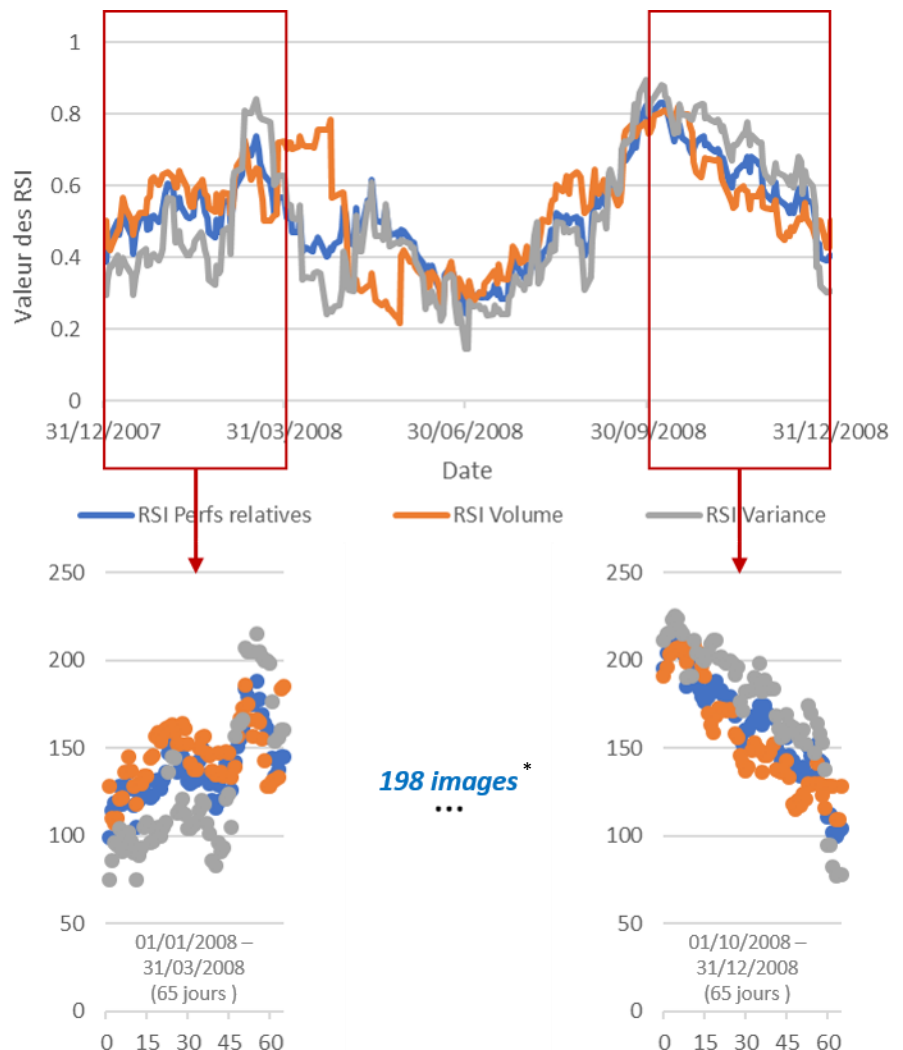 1
0.8
0.6
0.4
0.2
0
Valeur des RSI
31/12/2007 31/03/2008 30/06/2008 30/09/2008 31/12/2008
Date
RSI Perfs relatives RSI Volume RSI Variance
250
200
150
100
50
0
01/01/2008 –
31/03/2008
(65 jours )
0 15 30 45 60
198 images *
...
250
200
150
100
50
0
01/10/2008 –
31/12/2008
(65 jours )
0 15 30 45 60